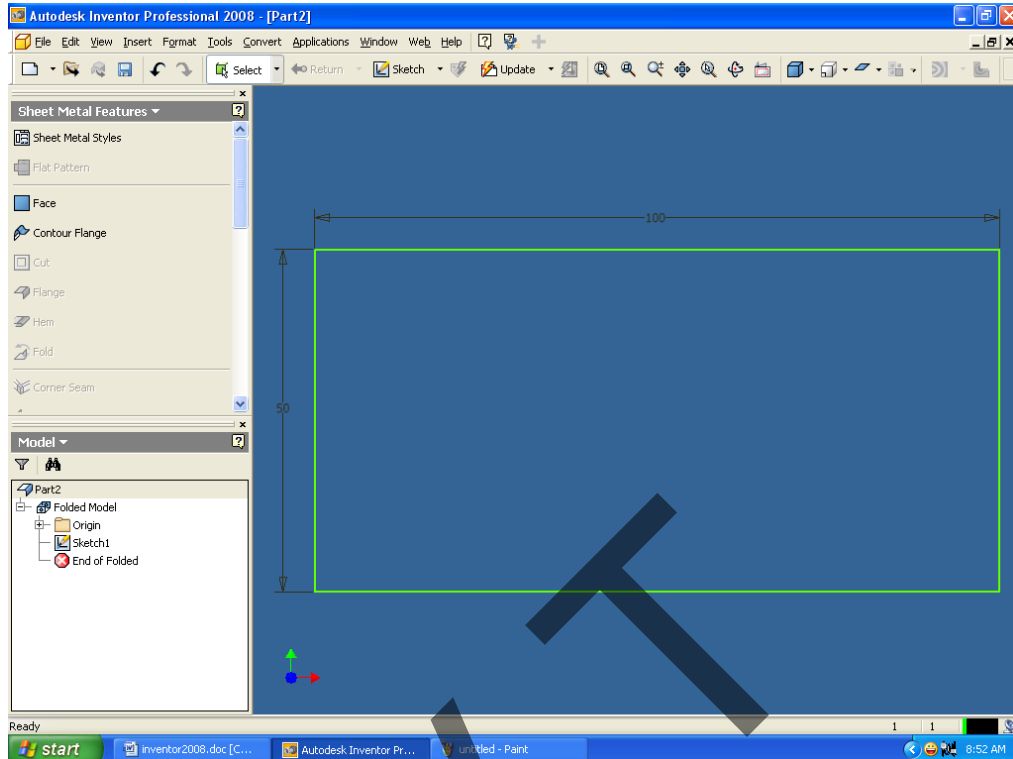 Autodesk Inventor Professional 2008 - [Part2]
File Edit View Insert Format Tools Convert Applications Window Web Help
Select Return Sketch Update
Sheet Metal Features
Sheet Metal Styles
Flat Pattern
Face
Contour Flange
Cut
Flange
Hem
Fold
Corner Seam
100
50
Model
Part2
Folded Model
Origin
Sketch1
End of Folded
Ready 1 1
start inventor2008.doc [C... Autodesk Inventor Pr... untitled - Paint 8:52 AM